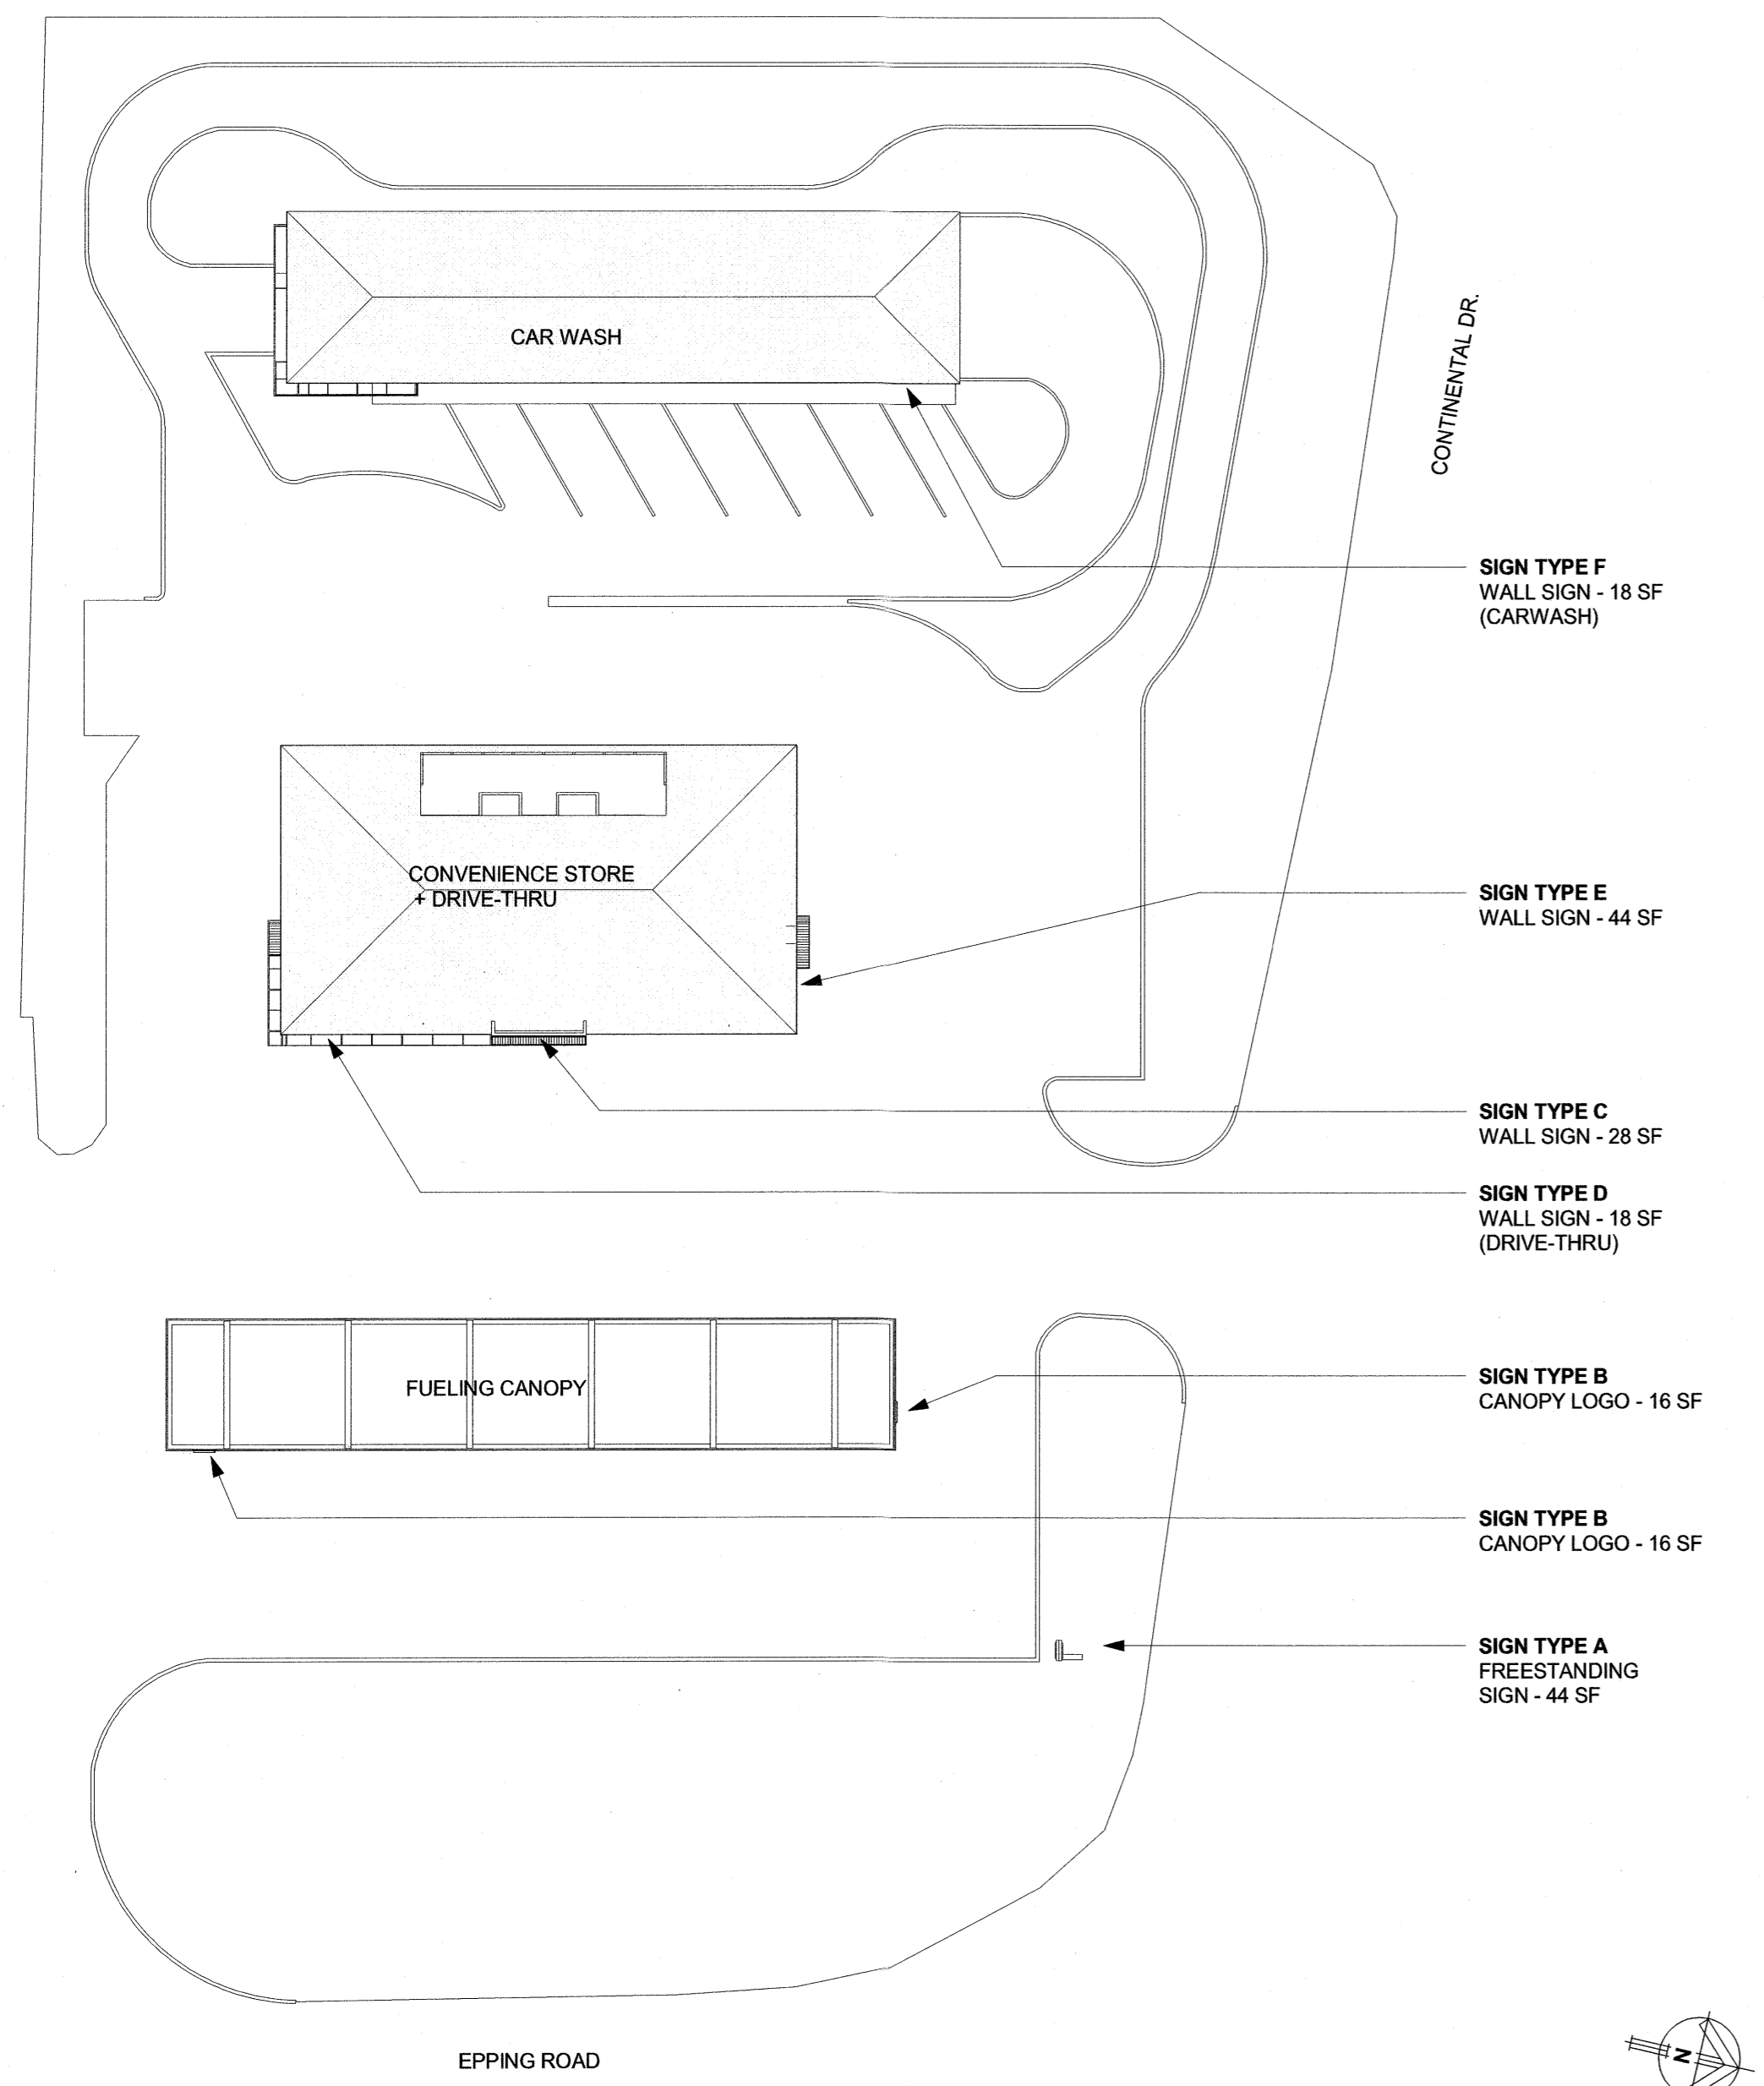 CAR WASH
CONTINENTAL DR.
SIGN TYPE F
WALL SIGN - 18 SF
(CARWASH)
CONVENIENCE STORE
+ DRIVE-THRU
SIGN TYPE E
WALL SIGN - 44 SF
SIGN TYPE C
WALL SIGN - 28 SF
SIGN TYPE D
WALL SIGN - 18 SF
(DRIVE-THRU)
FUELING CANOPY
SIGN TYPE B
CANOPY LOGO - 16 SF
SIGN TYPE B
CANOPY LOGO - 16 SF
SIGN TYPE A
FREESTANDING
SIGN - 44 SF
EPPING ROAD
N